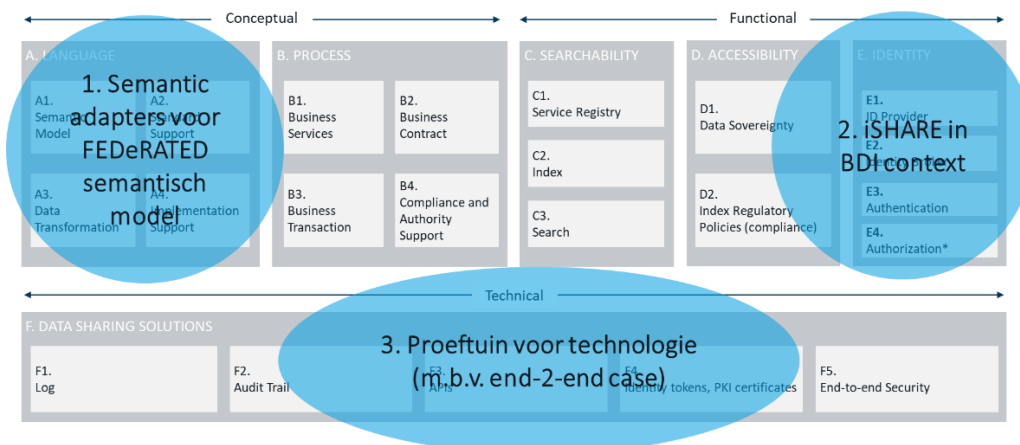 Conceptual
Functional
A. LANGUAGE
B. PROCESS
C. SEARCHABILITY
D. ACCESSIBILITY
E. IDENTITY
1. Semantic
adapters voor
FEDeRATED
semantisch
model
A1.
Semantic
Model
A2.
Standard
Support
A3.
Data
Transformation
A4.
Implementation
Support
B1.
Business
Services
B2.
Business
Contract
B3.
Business
Transaction
B4.
Compliance and
Authority
Support
C1.
Service Registry
C2.
Index
C3.
Search
D1.
Data Sovereignty
D2.
Index Regulatory
Policies (compliance)
2. iSHARE in
BDI context
E1.
ID Provider
E2.
Identity Broker
E3.
Authentication
E4.
Authorization*
Technical
F. DATA SHARING SOLUTIONS
3. Proeftuin voor technologie
(m.b.v. end-2-end case)
F1.
Log
F2.
Audit Trail
F3.
APIs
F4.
Identity tokens, PKI certificates
F5.
End-to-end Security